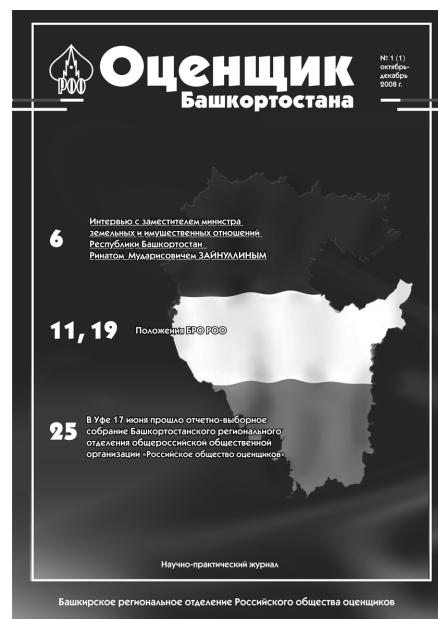 РОО
Оценщик
Башкортостана
№ 1 (1)
октябрь-
декабрь
2008 г.
6
Интервью с заместителем министра
земельных и имущественных отношений
Республики Башкортостан
Ринатом Мударисовичем ЗАЙНУЛЛИНЫМ
11, 19
Положения БРО РОО
25
В Уфе 17 июня прошло отчетно-выборное
собрание Башкортостанского регионального
отделения общероссийской общественной
организации «Российское общество оценщиков»
Научно-практический журнал
Башкирское региональное отделение Российского общества оценщиков